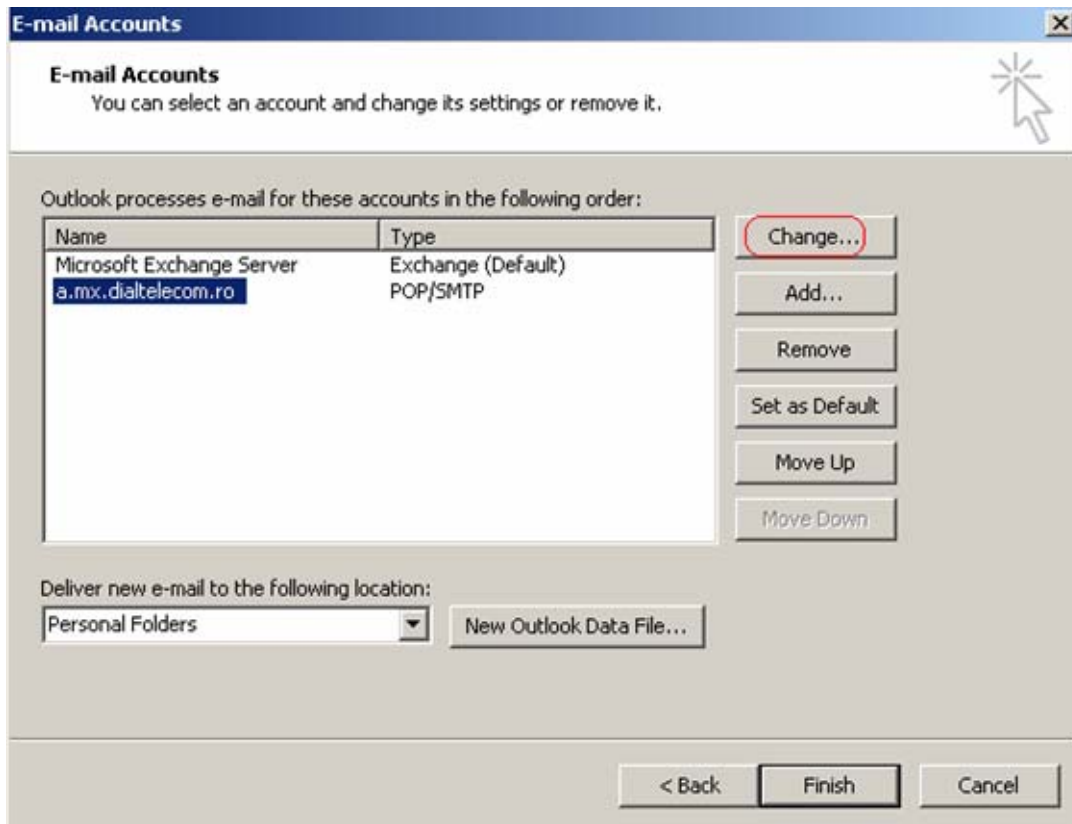 E-mail Accounts
E-mail Accounts
You can select an account and change its settings or remove it.
Outlook processes e-mail for these accounts in the following order:
Name Type
Microsoft Exchange Server Exchange (Default)
a.mx.dialtelecom.ro POP/SMTP
Change...
Add...
Remove
Set as Default
Move Up
Move Down
Deliver new e-mail to the following location:
Personal Folders New Outlook Data File...
< Back Finish Cancel